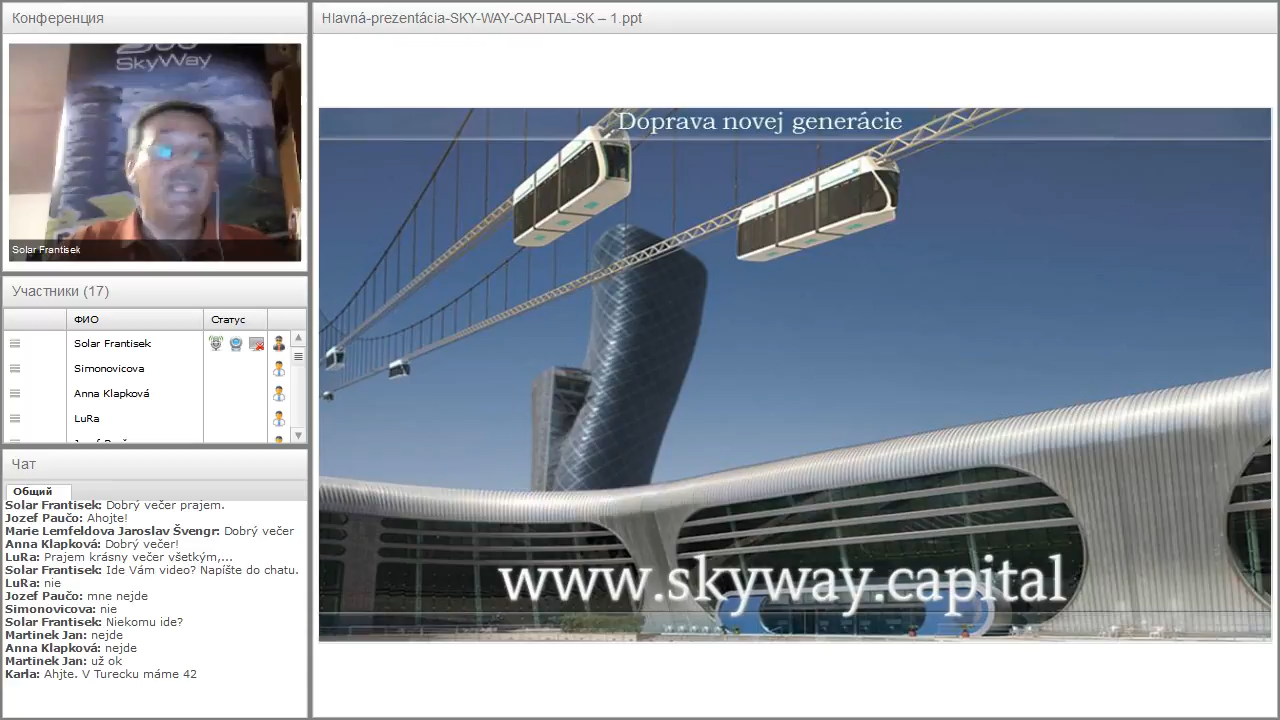 Конференция
SkyWay
Solar Frantisek
Участники (17)
ФИО
Статус
Solar Frantisek
Simonovicova
Anna Klapková
LuRa
Чат
Общий
Solar Frantisek: Dobrý večer prajem.
Jozef Paučo: Ahojte!
Marie Lemfeldova Jaroslav Švengr: Dobrý večer
Anna Klapková: Dobrý večer!
LuRa: Prajem krásny večer všetkým,...
Solar Frantisek: Ide Vám video? Napíšte do chatu.
LuRa: nie
Jozef Paučo: mne nejde
Simonovicova: nie
Solar Frantisek: Niekomu ide?
Martinek Jan: nejde
Anna Klapková: nejde
Martinek Jan: už ok
Karla: Ahjte. V Turecku máme 42
Hlavná-prezentácia-SKY-WAY-CAPITAL-SK – 1.ppt
Doprava novej generácie
www.skyway.capital